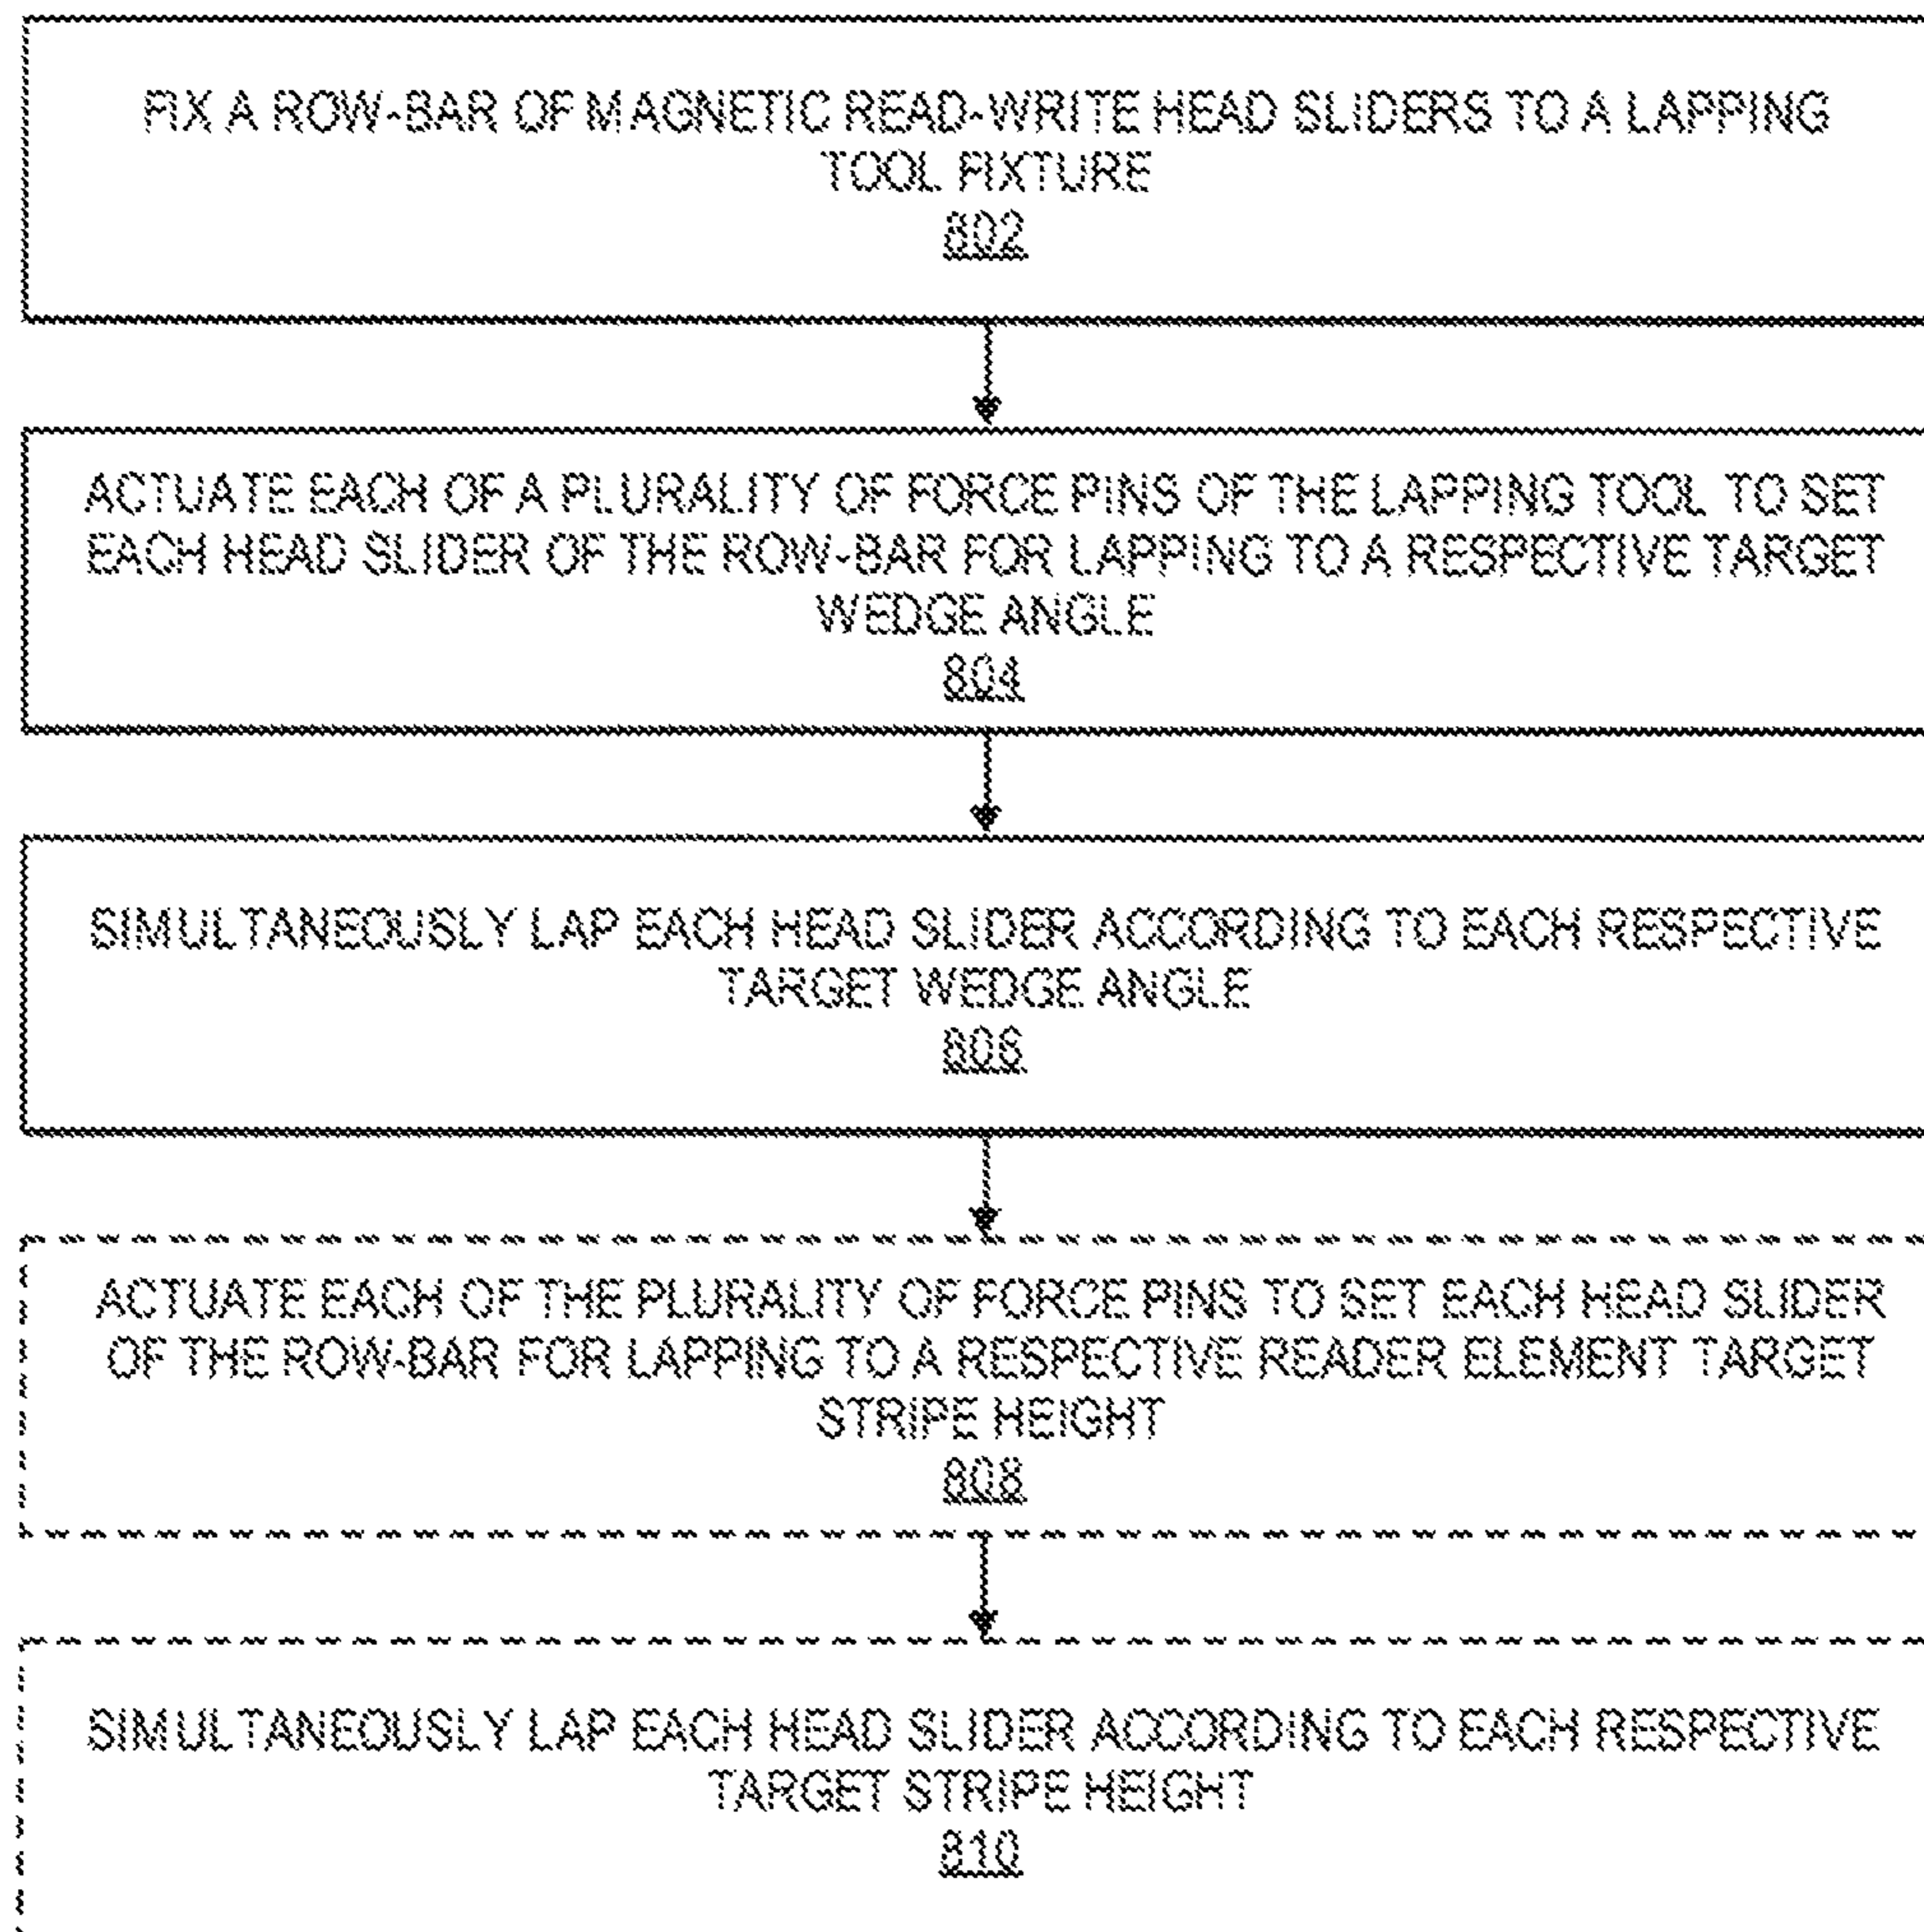 FIX A ROW-BAR OF MAGNETIC READ-WRITE HEAD SLIDERS TO A LAPPING
TOOL FIXTURE
802
ACTUATE EACH OF A PLURALITY OF FORCE PINS OF THE LAPPING TOOL TO SET
EACH HEAD SLIDER OF THE ROW-BAR FOR LAPPING TO A RESPECTIVE TARGET
WEDGE ANGLE
804
SIMULTANEOUSLY LAP EACH HEAD SLIDER ACCORDING TO EACH RESPECTIVE
TARGET WEDGE ANGLE
806
ACTUATE EACH OF THE PLURALITY OF FORCE PINS TO SET EACH HEAD SLIDER
OF THE ROW-BAR FOR LAPPING TO A RESPECTIVE READER ELEMENT TARGET
STRIPE HEIGHT
808
SIMULTANEOUSLY LAP EACH HEAD SLIDER ACCORDING TO EACH RESPECTIVE
TARGET STRIPE HEIGHT
810